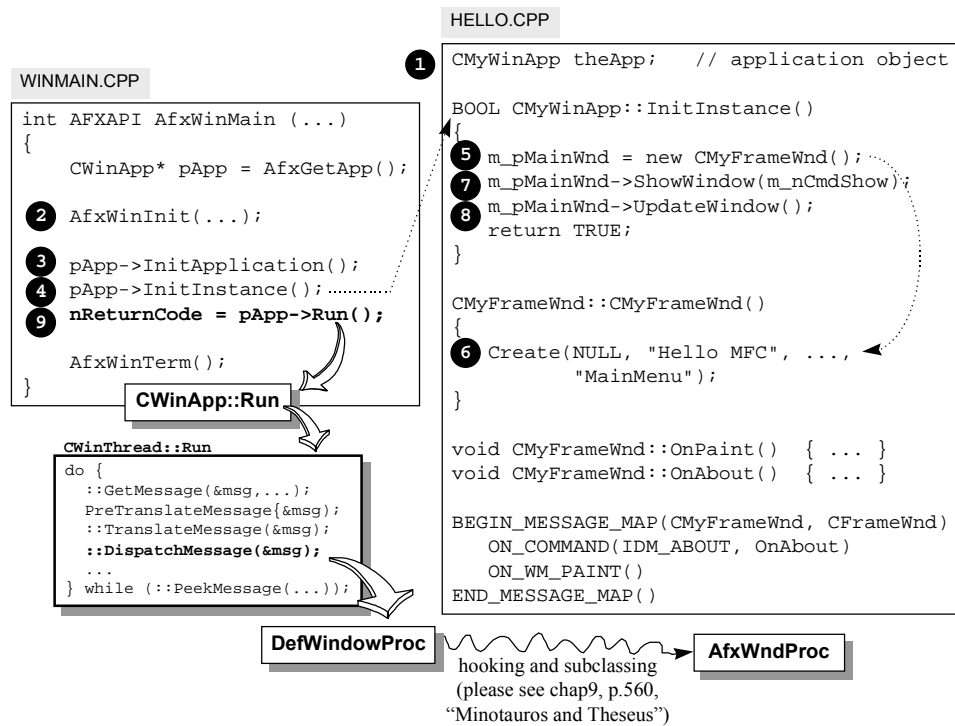 HELLO.CPP
1
CMyWinApp theApp;   // application object
BOOL CMyWinApp::InitInstance()
{
5 m_pMainWnd = new CMyFrameWnd();
7 m_pMainWnd->ShowWindow(m_nCmdShow);
8 m_pMainWnd->UpdateWindow();
return TRUE;
}
CMyFrameWnd::CMyFrameWnd()
{
6 Create(NULL, "Hello MFC", ...,
"MainMenu");
}
void CMyFrameWnd::OnPaint()  { ... }
void CMyFrameWnd::OnAbout()  { ... }
BEGIN_MESSAGE_MAP(CMyFrameWnd, CFrameWnd)
ON_COMMAND(IDM_ABOUT, OnAbout)
ON_WM_PAINT()
END_MESSAGE_MAP()
WINMAIN.CPP
int AFXAPI AfxWinMain (...)
{
CWinApp* pApp = AfxGetApp();
2 AfxWinInit(...);
3 pApp->InitApplication();
4 pApp->InitInstance();
9 nReturnCode = pApp->Run();
AfxWinTerm();
}
CWinApp::Run
CWinThread::Run
do {
::GetMessage(&msg,...);
PreTranslateMessage{&msg);
::TranslateMessage(&msg);
::DispatchMessage(&msg);
...
} while (::PeekMessage(...));
DefWindowProc
AfxWndProc
hooking and subclassing
(please see chap9, p.560,
“Minotauros and Theseus”)